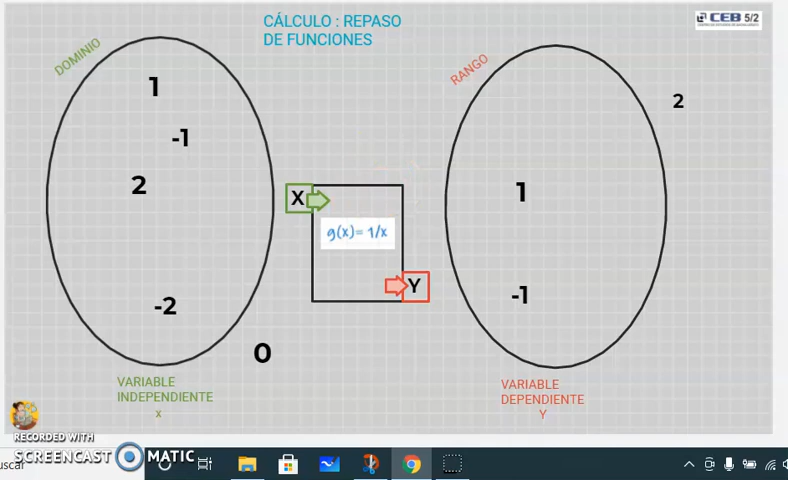 CÁLCULO : REPASO
DE FUNCIONES
CEB 5/2
DOMINIO
RANGO
1
-1
2
-2
0
X
g(x)= 1/x
Y
2
1
-1
VARIABLE
INDEPENDIENTE
x
VARIABLE
DEPENDIENTE
Y
RECORDED WITH
SCREENCAST MATIC
uscar